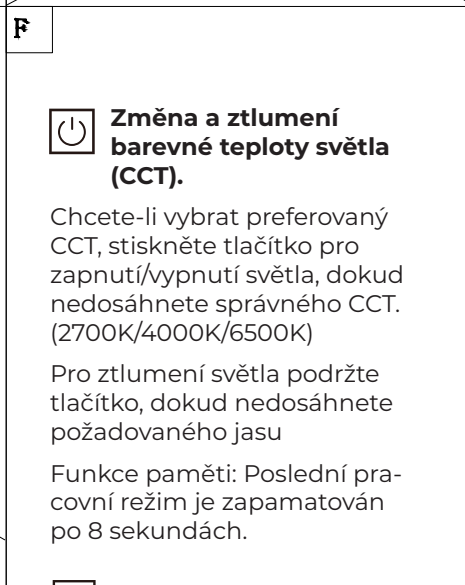 F
Změna a ztlumení
barevné teploty světla
(CCT).
Chcete-li vybrat preferovaný
CCT, stiskněte tlačítko pro
zapnutí/vypnutí světla, dokud
nedosáhnete správného CCT.
(2700K/4000K/6500K)
Pro ztlumení světla podržte
tlačítko, dokud nedosáhnete
požadovaného jasu
Funkce paměti: Poslední pra-
covní režim je zapamatován
po 8 sekundách.